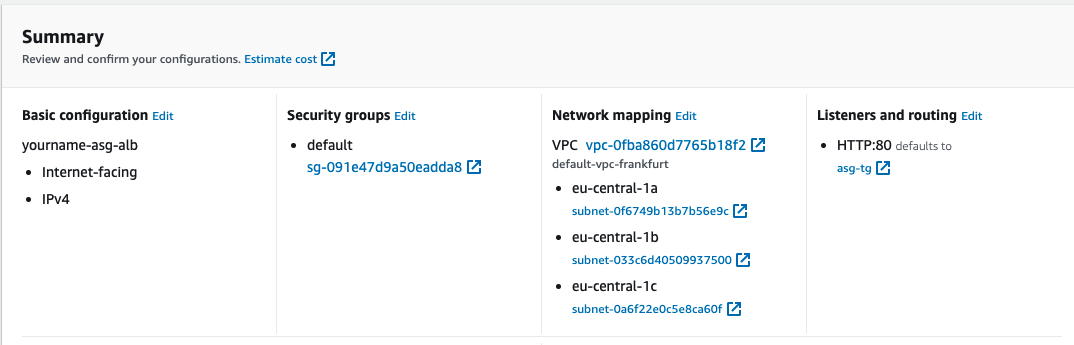 Summary
Review and confirm your configurations. Estimate cost
Basic configuration Edit
yourname-asg-alb
• Internet-facing
• IPv4
Security groups Edit
• default
sg-091e47d9a50eadda8
Network mapping Edit
VPC vpc-0fba860d7765b18f2
default-vpc-frankfurt
• eu-central-1a
subnet-0f6749b13b7b56e9c
• eu-central-1b
subnet-033c6d40509937500
• eu-central-1c
subnet-0a6f22e0c5e8ca60f
Listeners and routing Edit
• HTTP:80 defaults to
asg-tg